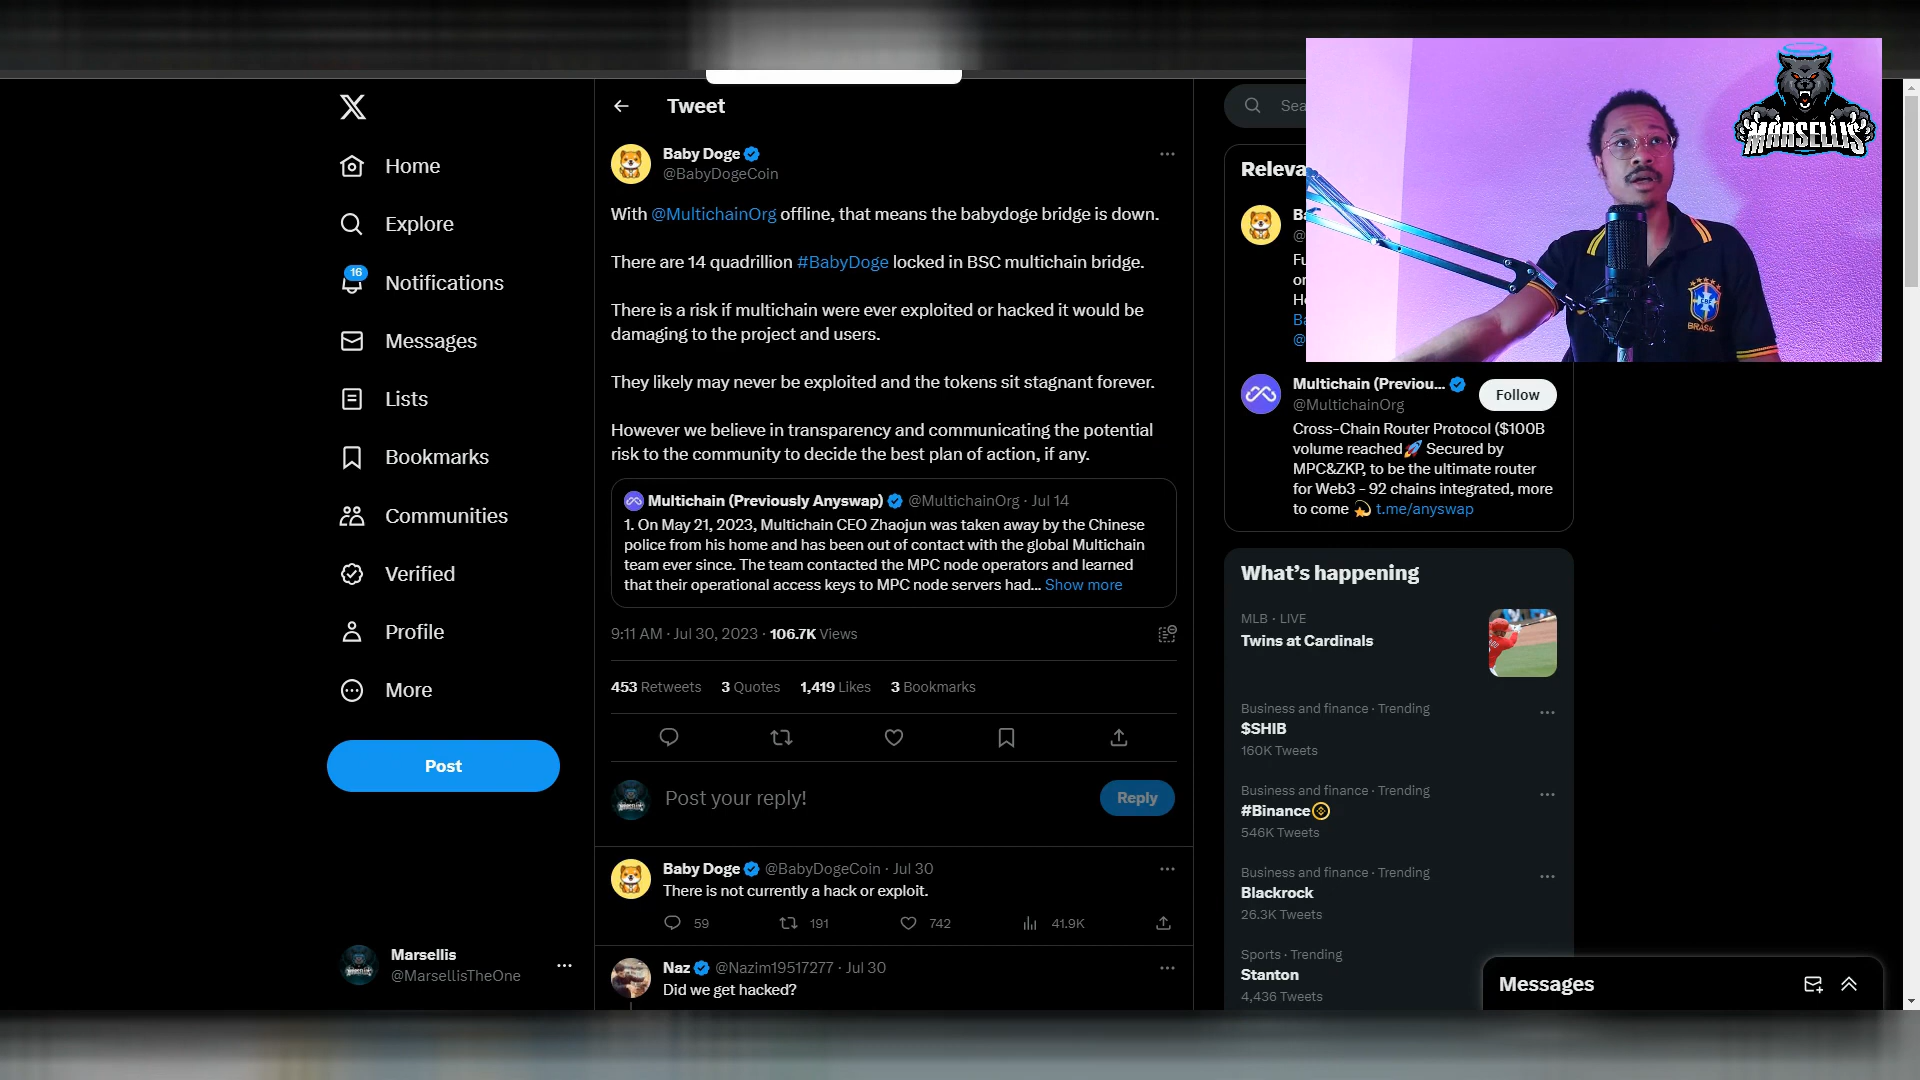 Home
Explore
16
Notifications
Messages
Lists
Bookmarks
Communities
Verified
Profile
More
Post
Marsellis
@MarsellisTheOne
Tweet
Baby Doge
@BabyDogeCoin
With @MultichainOrg offline, that means the babydoge bridge is down.
There are 14 quadrillion #BabyDoge locked in BSC multichain bridge.
There is a risk if multichain were ever exploited or hacked it would be
damaging to the project and users.
They likely may never be exploited and the tokens sit stagnant forever.
However we believe in transparency and communicating the potential
risk to the community to decide the best plan of action, if any.
Multichain (Previously Anyswap) @MultichainOrg · Jul 14
1. On May 21, 2023, Multichain CEO Zhaojun was taken away by the Chinese
police from his home and has been out of contact with the global Multichain
team ever since. The team contacted the MPC node operators and learned
that their operational access keys to MPC node servers had... Show more
9:11 AM · Jul 30, 2023 · 106.7K Views
453 Retweets 3 Quotes 1,419 Likes 3 Bookmarks
Post your reply!
Reply
Baby Doge @BabyDogeCoin · Jul 30
There is not currently a hack or exploit.
59 191 742 41.9K
Naz @Nazim19517277 · Jul 30
Did we get hacked?
MARSELLIS
BRASIL
Multichain (Previou...
@MultichainOrg
Follow
Cross-Chain Router Protocol ($100B
volume reached🚀 Secured by
MPC&ZKP, to be the ultimate router
for Web3 - 92 chains integrated, more
to come 💫 t.me/anyswap
What's happening
MLB · LIVE
Twins at Cardinals
Business and finance · Trending
$SHIB
160K Tweets
Business and finance · Trending
#Binance
546K Tweets
Business and finance · Trending
Blackrock
26.3K Tweets
Sports · Trending
Stanton
4,436 Tweets
Messages